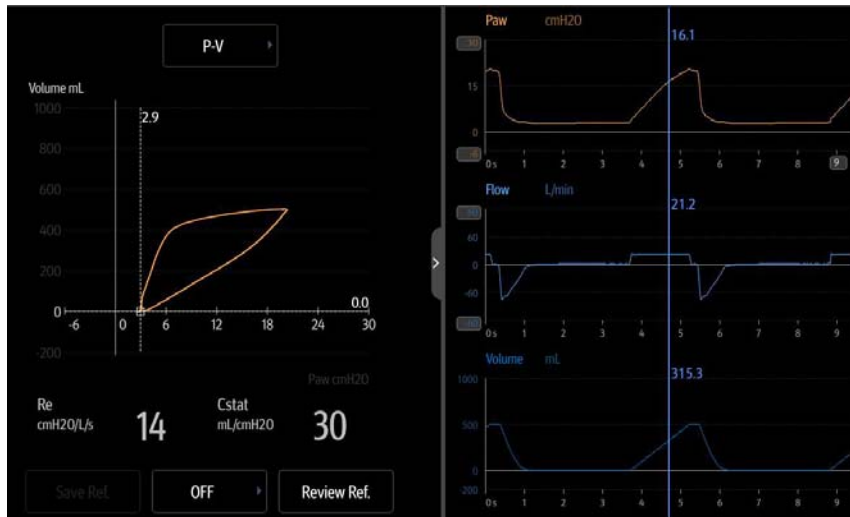 P-V
Volume mL
1000
2.9
800
600
400
200
0
0.0
-6 0 6 12 18 24 30
-200
Paw cmH2O
Re
cmH2O/L/s
14
Cstat
mL/cmH2O
30
Save Ref.
OFF
Review Ref.
>
Paw cmH2O
30
16.1
15
0
0s 1 2 3 4 5 6 7 8 9
Flow L/min
21.2
60
0
-60
0s 1 2 3 4 5 6 7 8 9
Volume mL
1000
315.3
500
0
-200
0s 1 2 3 4 5 6 7 8 9